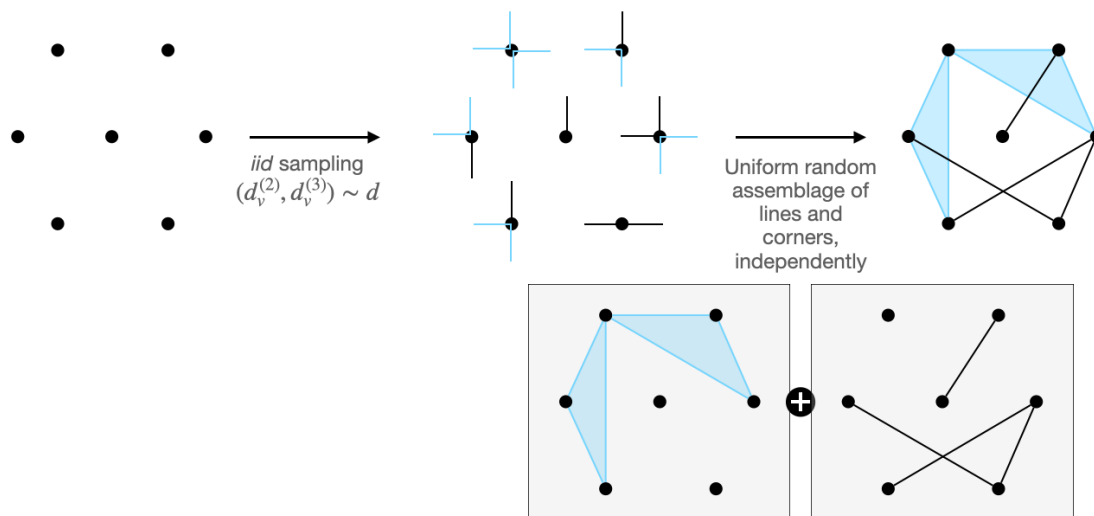 iid sampling
(d_v^{(2)}, d_v^{(3)}) ∼ d
Uniform random
assemblage of
lines and
corners,
independently